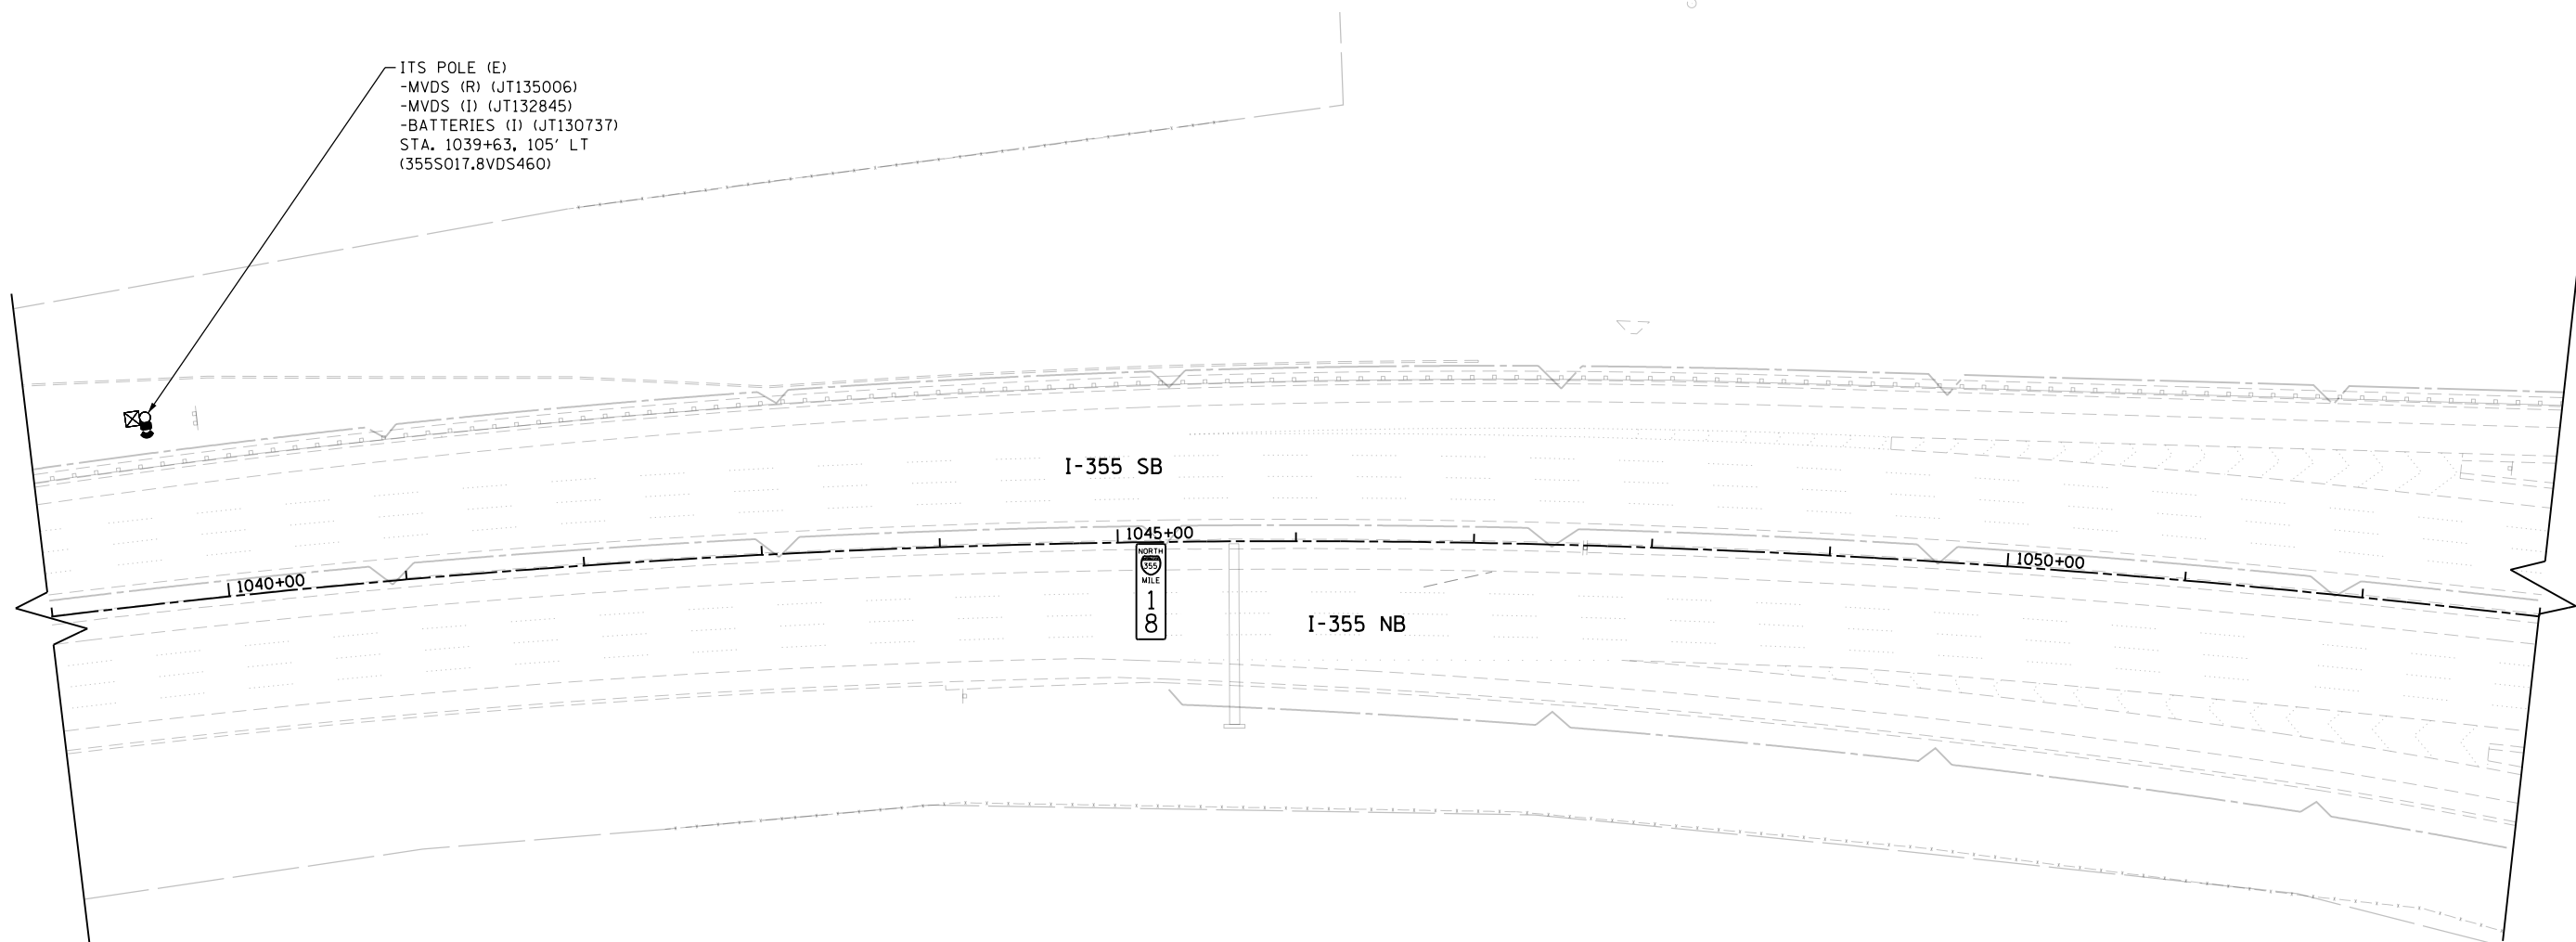 ITS POLE (E)
-MVDS (R) (JT135006)
-MVDS (I) (JT132845)
-BATTERIES (I) (JT130737)
STA. 1039+63, 105' LT
(355S017.8VDS460)
I-355 SB
1045+00
1040+00
1050+00
NORTH
355
MILE
1
8
I-355 NB